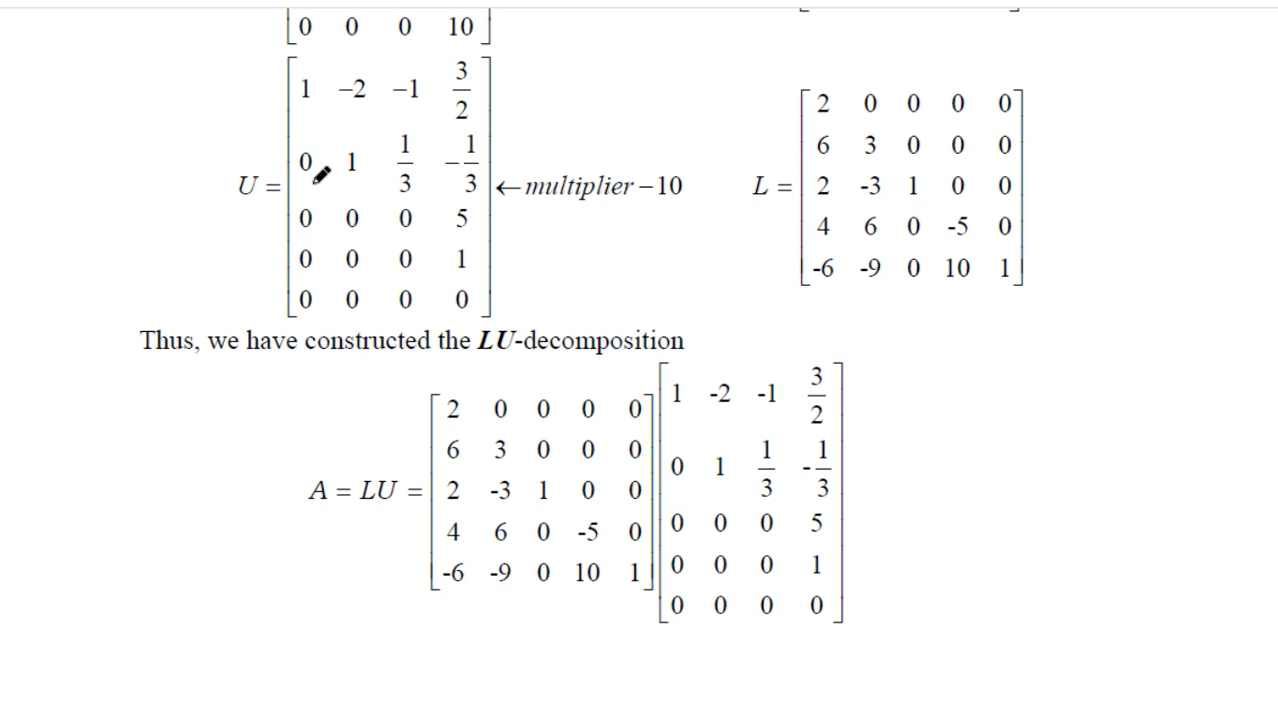 0 0 0 10
U = [ 1 −2 −1 3/2
0 1 1/3 −1/3
0 0 0 5
0 0 0 1
0 0 0 0 ] ←multiplier −10
L = [ 2 0 0 0 0
6 3 0 0 0
2 -3 1 0 0
4 6 0 -5 0
-6 -9 0 10 1 ]
Thus, we have constructed the LU-decomposition
A = LU = [ 2 0 0 0 0
6 3 0 0 0
2 -3 1 0 0
4 6 0 -5 0
-6 -9 0 10 1 ]
[ 1 -2 -1 3/2
0 1 1/3 -1/3
0 0 0 5
0 0 0 1
0 0 0 0 ]